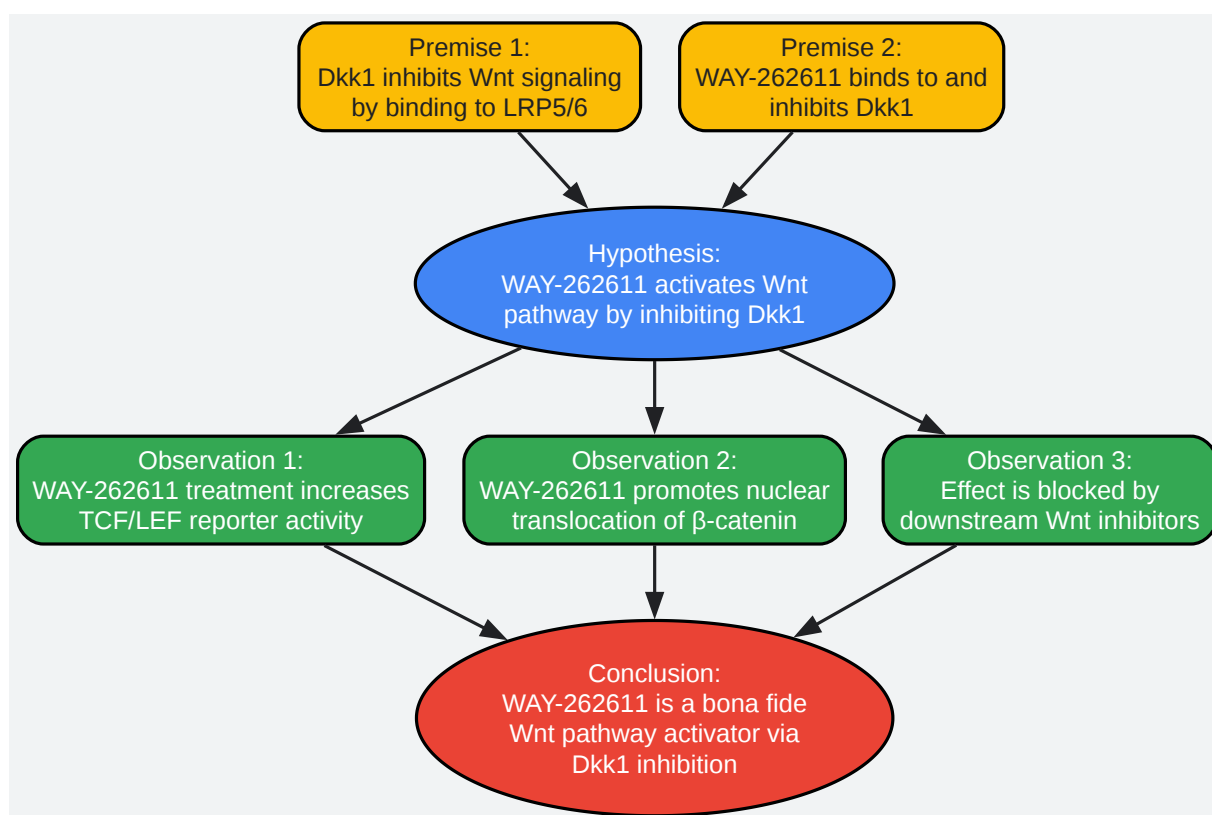 Premise 1:
Dkk1 inhibits Wnt signaling
by binding to LRP5/6
Premise 2:
WAY-262611 binds to and
inhibits Dkk1
Hypothesis:
WAY-262611 activates Wnt
pathway by inhibiting Dkk1
Observation 1:
WAY-262611 treatment increases
TCF/LEF reporter activity
Observation 2:
WAY-262611 promotes nuclear
translocation of β-catenin
Observation 3:
Effect is blocked by
downstream Wnt inhibitors
Conclusion:
WAY-262611 is a bona fide
Wnt pathway activator via
Dkk1 inhibition